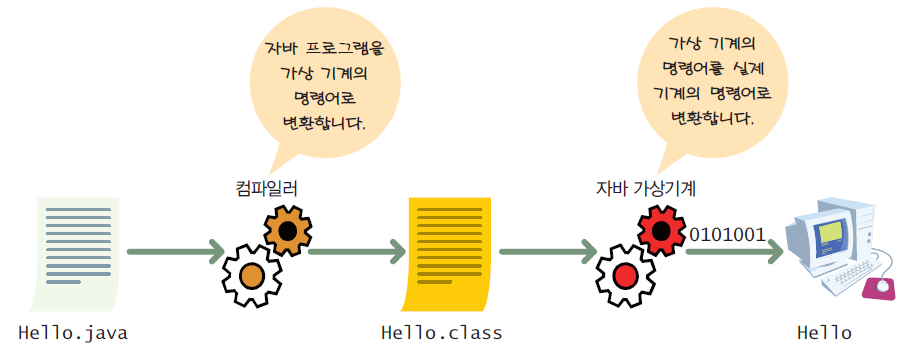 자바 프로그램을
가상 기계의
명령어로
변환합니다.
가상 기계의
명령어를 실제
기계의 명령어로
변환합니다.
컴파일러
자바 가상기계
0101001
Hello.java
Hello.class
Hello